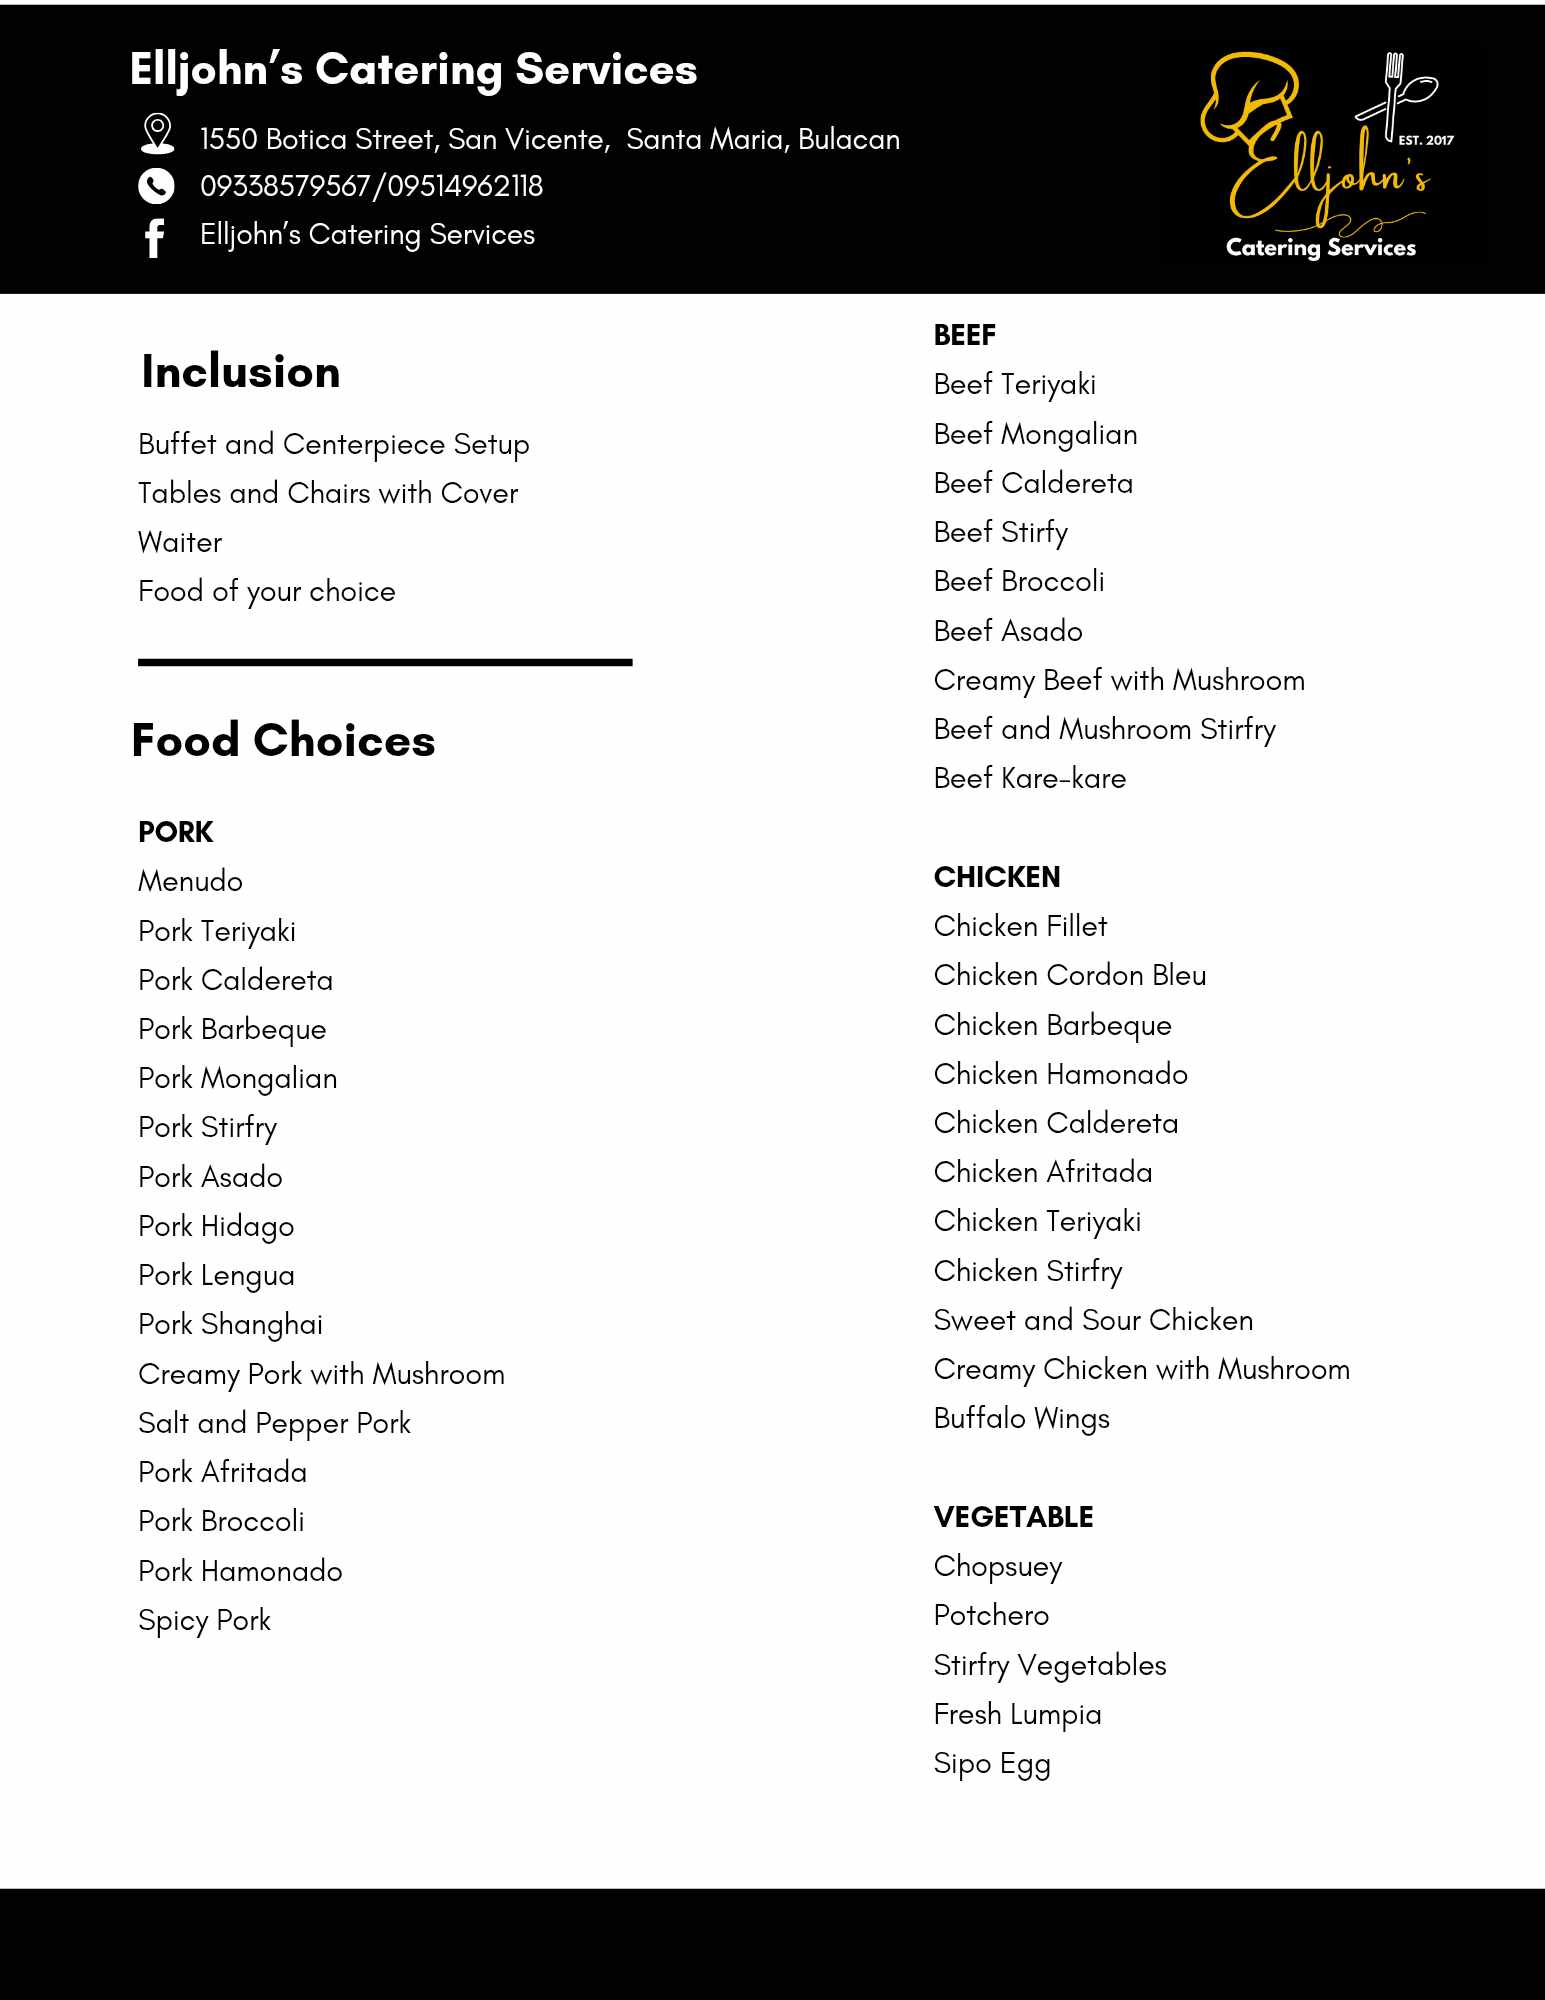 Elljohn’s Catering Services
1550 Botica Street, San Vicente,  Santa Maria, Bulacan
09338579567/09514962118
Elljohn’s Catering Services
EST. 2017
Elljohn's
Catering Services
Inclusion
Buffet and Centerpiece Setup
Tables and Chairs with Cover
Waiter
Food of your choice
Food Choices
PORK
Menudo
Pork Teriyaki
Pork Caldereta
Pork Barbeque
Pork Mongalian
Pork Stirfry
Pork Asado
Pork Hidago
Pork Lengua
Pork Shanghai
Creamy Pork with Mushroom
Salt and Pepper Pork
Pork Afritada
Pork Broccoli
Pork Hamonado
Spicy Pork
BEEF
Beef Teriyaki
Beef Mongalian
Beef Caldereta
Beef Stirfy
Beef Broccoli
Beef Asado
Creamy Beef with Mushroom
Beef and Mushroom Stirfry
Beef Kare-kare
CHICKEN
Chicken Fillet
Chicken Cordon Bleu
Chicken Barbeque
Chicken Hamonado
Chicken Caldereta
Chicken Afritada
Chicken Teriyaki
Chicken Stirfry
Sweet and Sour Chicken
Creamy Chicken with Mushroom
Buffalo Wings
VEGETABLE
Chopsuey
Potchero
Stirfry Vegetables
Fresh Lumpia
Sipo Egg